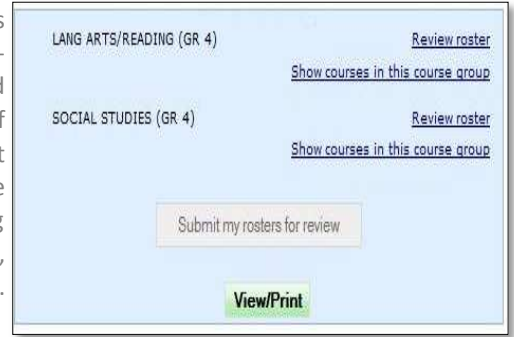 LANG ARTS/READING (GR 4) Review roster
Show courses in this course group
SOCIAL STUDIES (GR 4) Review roster
Show courses in this course group
Submit my rosters for review
View/Print